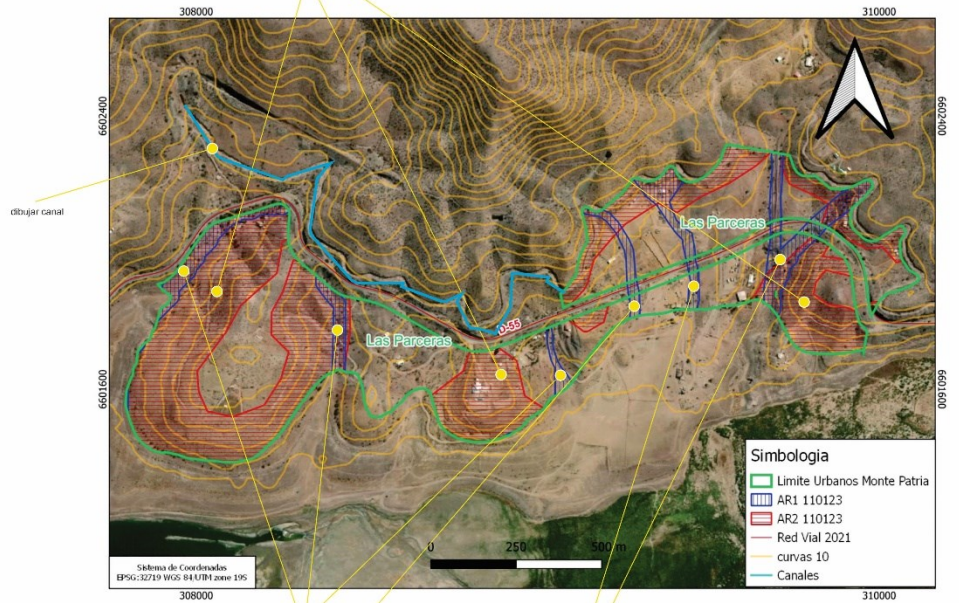 308000
310000
6602400
6602400
dibujar canal
Las Parceras
D-55
Las Parceras
6601600
6601600
Simbologia
Limite Urbanos Monte Patria
AR1 110123
AR2 110123
Red Vial 2021
curvas 10
Canales
0 250 500 m
Sistema de Coordenadas
EPSG:32719 WGS 84/UTM zone 19S
308000
310000